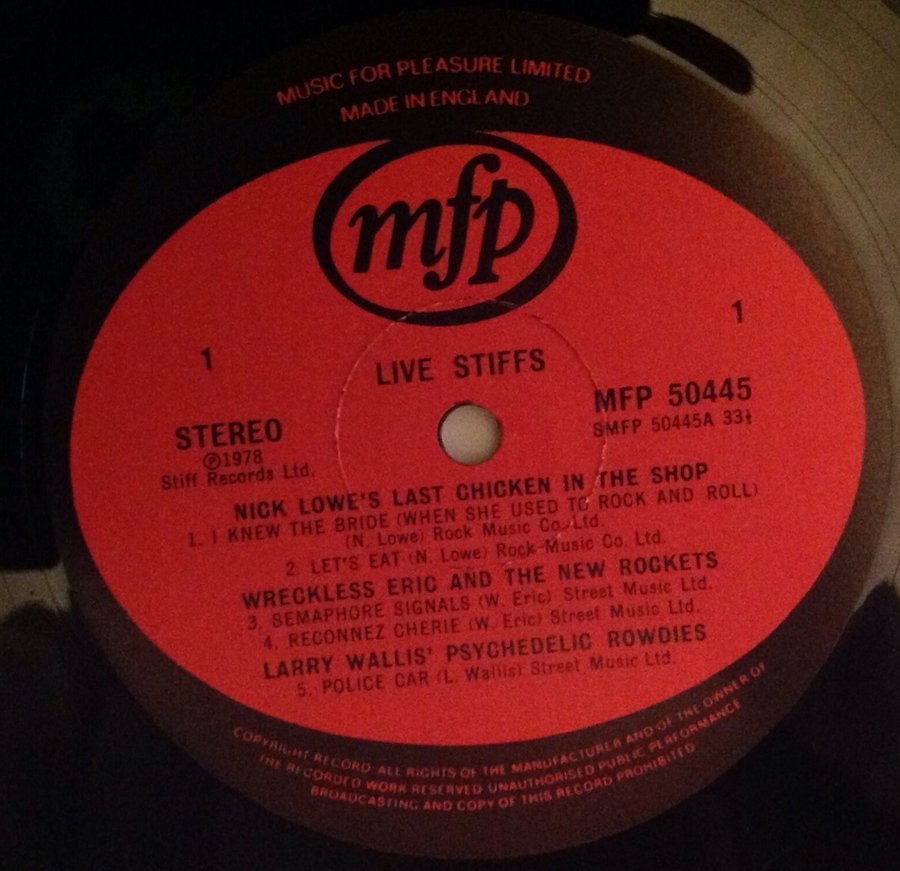 MUSIC FOR PLEASURE LIMITED
MADE IN ENGLAND
mfp
1
1
LIVE STIFFS
STEREO
℗1978
Stiff Records Ltd.
MFP 50445
SMFP 50445A 33⅓
NICK LOWE'S LAST CHICKEN IN THE SHOP
1. I KNEW THE BRIDE (WHEN SHE USED TO ROCK AND ROLL)
(N. Lowe) Rock Music Co. Ltd.
2. LET'S EAT (N. Lowe) Rock Music Co. Ltd.
WRECKLESS ERIC AND THE NEW ROCKETS
3. SEMAPHORE SIGNALS (W. Eric) Street Music Ltd.
4. RECONNEZ CHERIE (W. Eric) Street Music Ltd.
LARRY WALLIS' PSYCHEDELIC ROWDIES
5. POLICE CAR (L. Wallis) Street Music Ltd.
COPYRIGHT RECORD-ALL RIGHTS OF THE MANUFACTURER AND OF THE OWNER OF
THE RECORDED WORK RESERVED UNAUTHORISED PUBLIC PERFORMANCE
BROADCASTING AND COPY OF THIS RECORD PROHIBITED